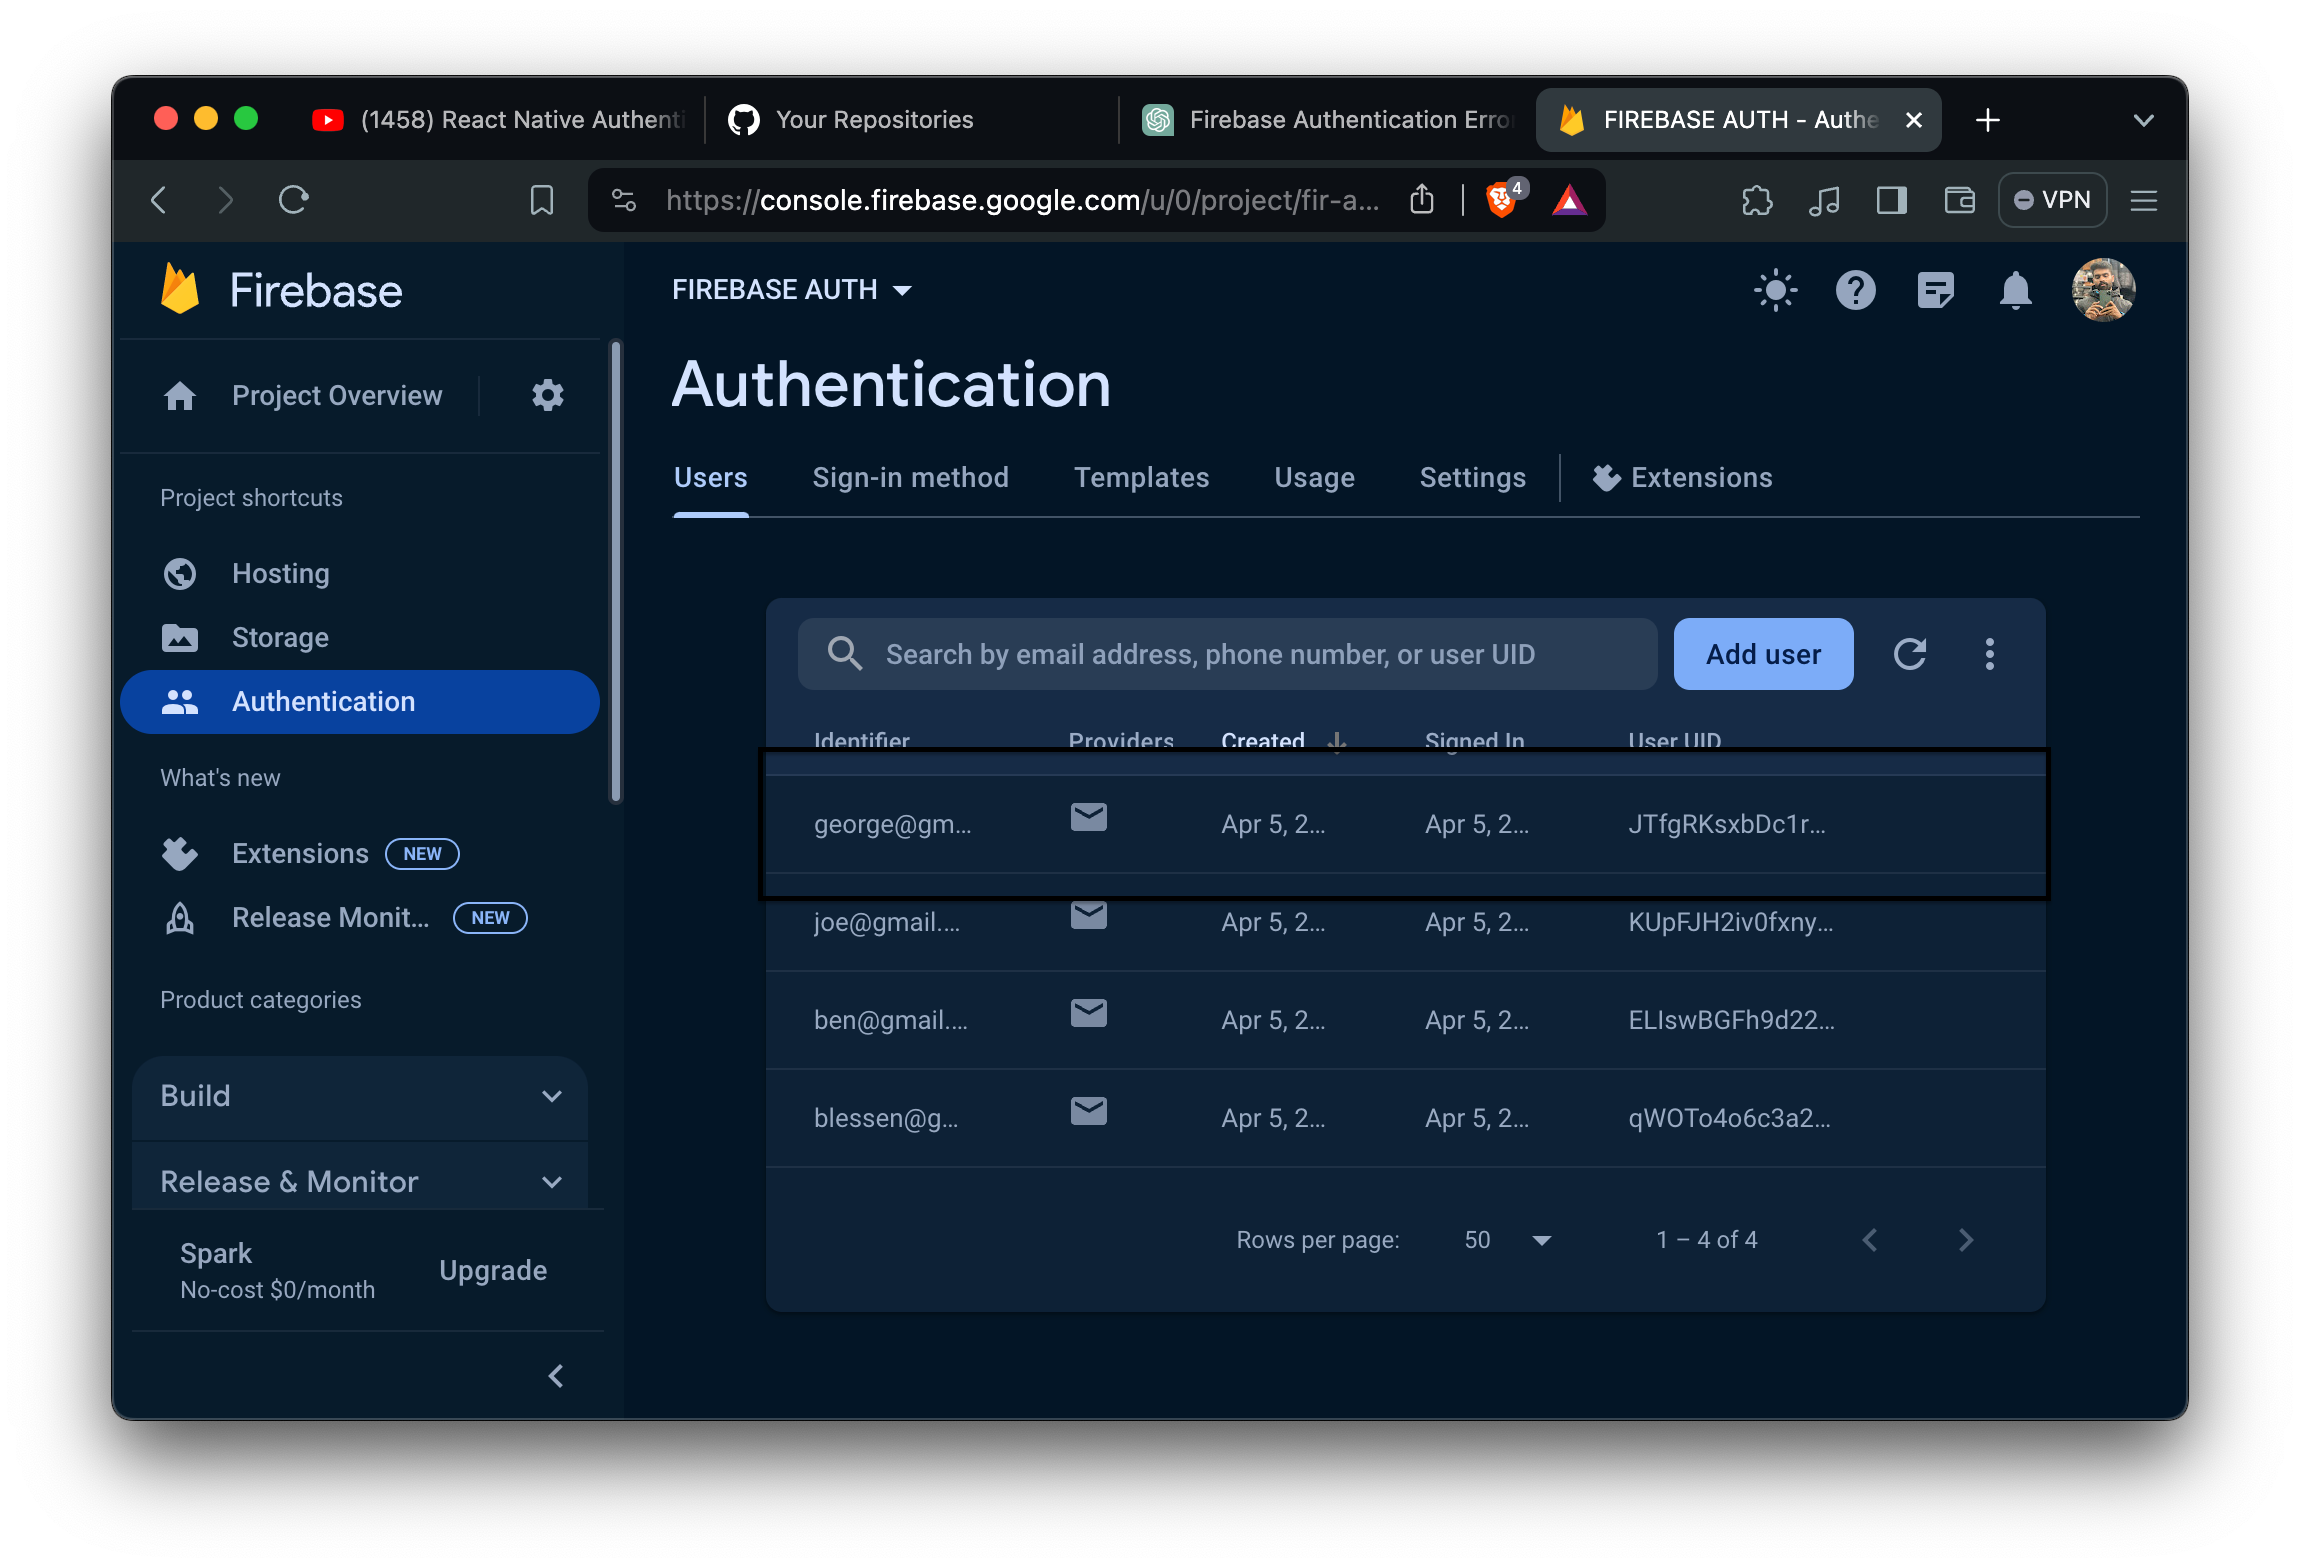 (1458) React Native Authenti
Your Repositories
Firebase Authentication Erro
FIREBASE AUTH - Authe
https://console.firebase.google.com/u/0/project/fir-a...
4
VPN
Firebase
FIREBASE AUTH
Project Overview
Authentication
Users
Sign-in method
Templates
Usage
Settings
Extensions
Project shortcuts
Hosting
Storage
Authentication
What's new
Extensions NEW
Release Monit... NEW
Product categories
Build
Release & Monitor
Spark
No-cost $0/month
Upgrade
Search by email address, phone number, or user UID
Add user
Identifier Providers Created Signed In User UID
george@gm... Apr 5, 2... Apr 5, 2... JTfgRKsxbDc1r...
joe@gmail.... Apr 5, 2... Apr 5, 2... KUpFJH2iv0fxny...
ben@gmail.... Apr 5, 2... Apr 5, 2... ELIswBGFh9d22...
blessen@g... Apr 5, 2... Apr 5, 2... qWOTo4o6c3a2...
Rows per page: 50 1 – 4 of 4